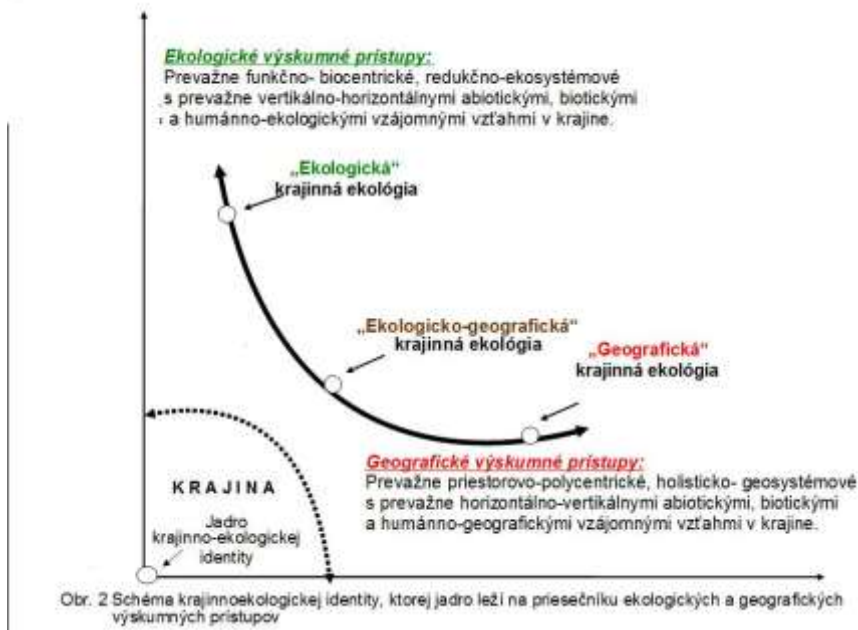 Ekologické výskumné prístupy:
Prevažne funkčno- biocentrické, redukčno-ekosystémové
s prevažne vertikálno-horizontálnymi abiotickými, biotickými
a humánno-ekologickými vzájomnými vzťahmi v krajine.
„Ekologická“
krajinná ekológia
„Ekologicko-geografická“
krajinná ekológia
„Geografická“
krajinná ekológia
Geografické výskumné prístupy:
Prevažne priestorovo-polycentrické, holisticko- geosystémové
s prevažne horizontálno-vertikálnymi abiotickými, biotickými
a humánno-geografickými vzájomnými vzťahmi v krajine.
KRAJINA
Jadro
krajinno-ekologickej
identity
Obr. 2 Schéma krajinnoekologickej identity, ktorej jadro leží na priesečníku ekologických a geografických
výskumných prístupov